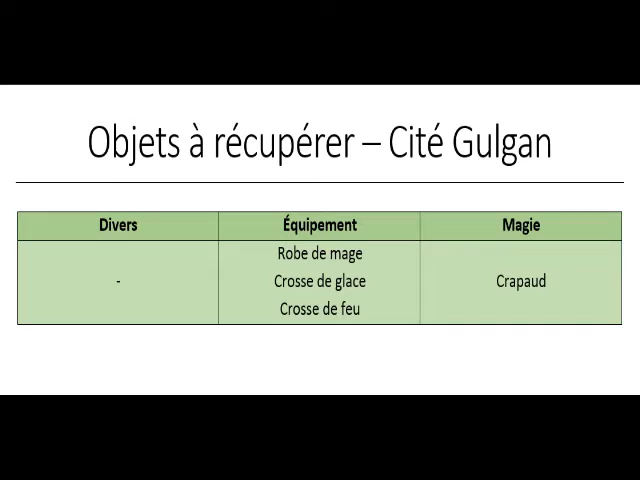 Objets à récupérer – Cité Gulgan
Divers Équipement Magie
Robe de mage
- Crosse de glace Crapaud
Crosse de feu